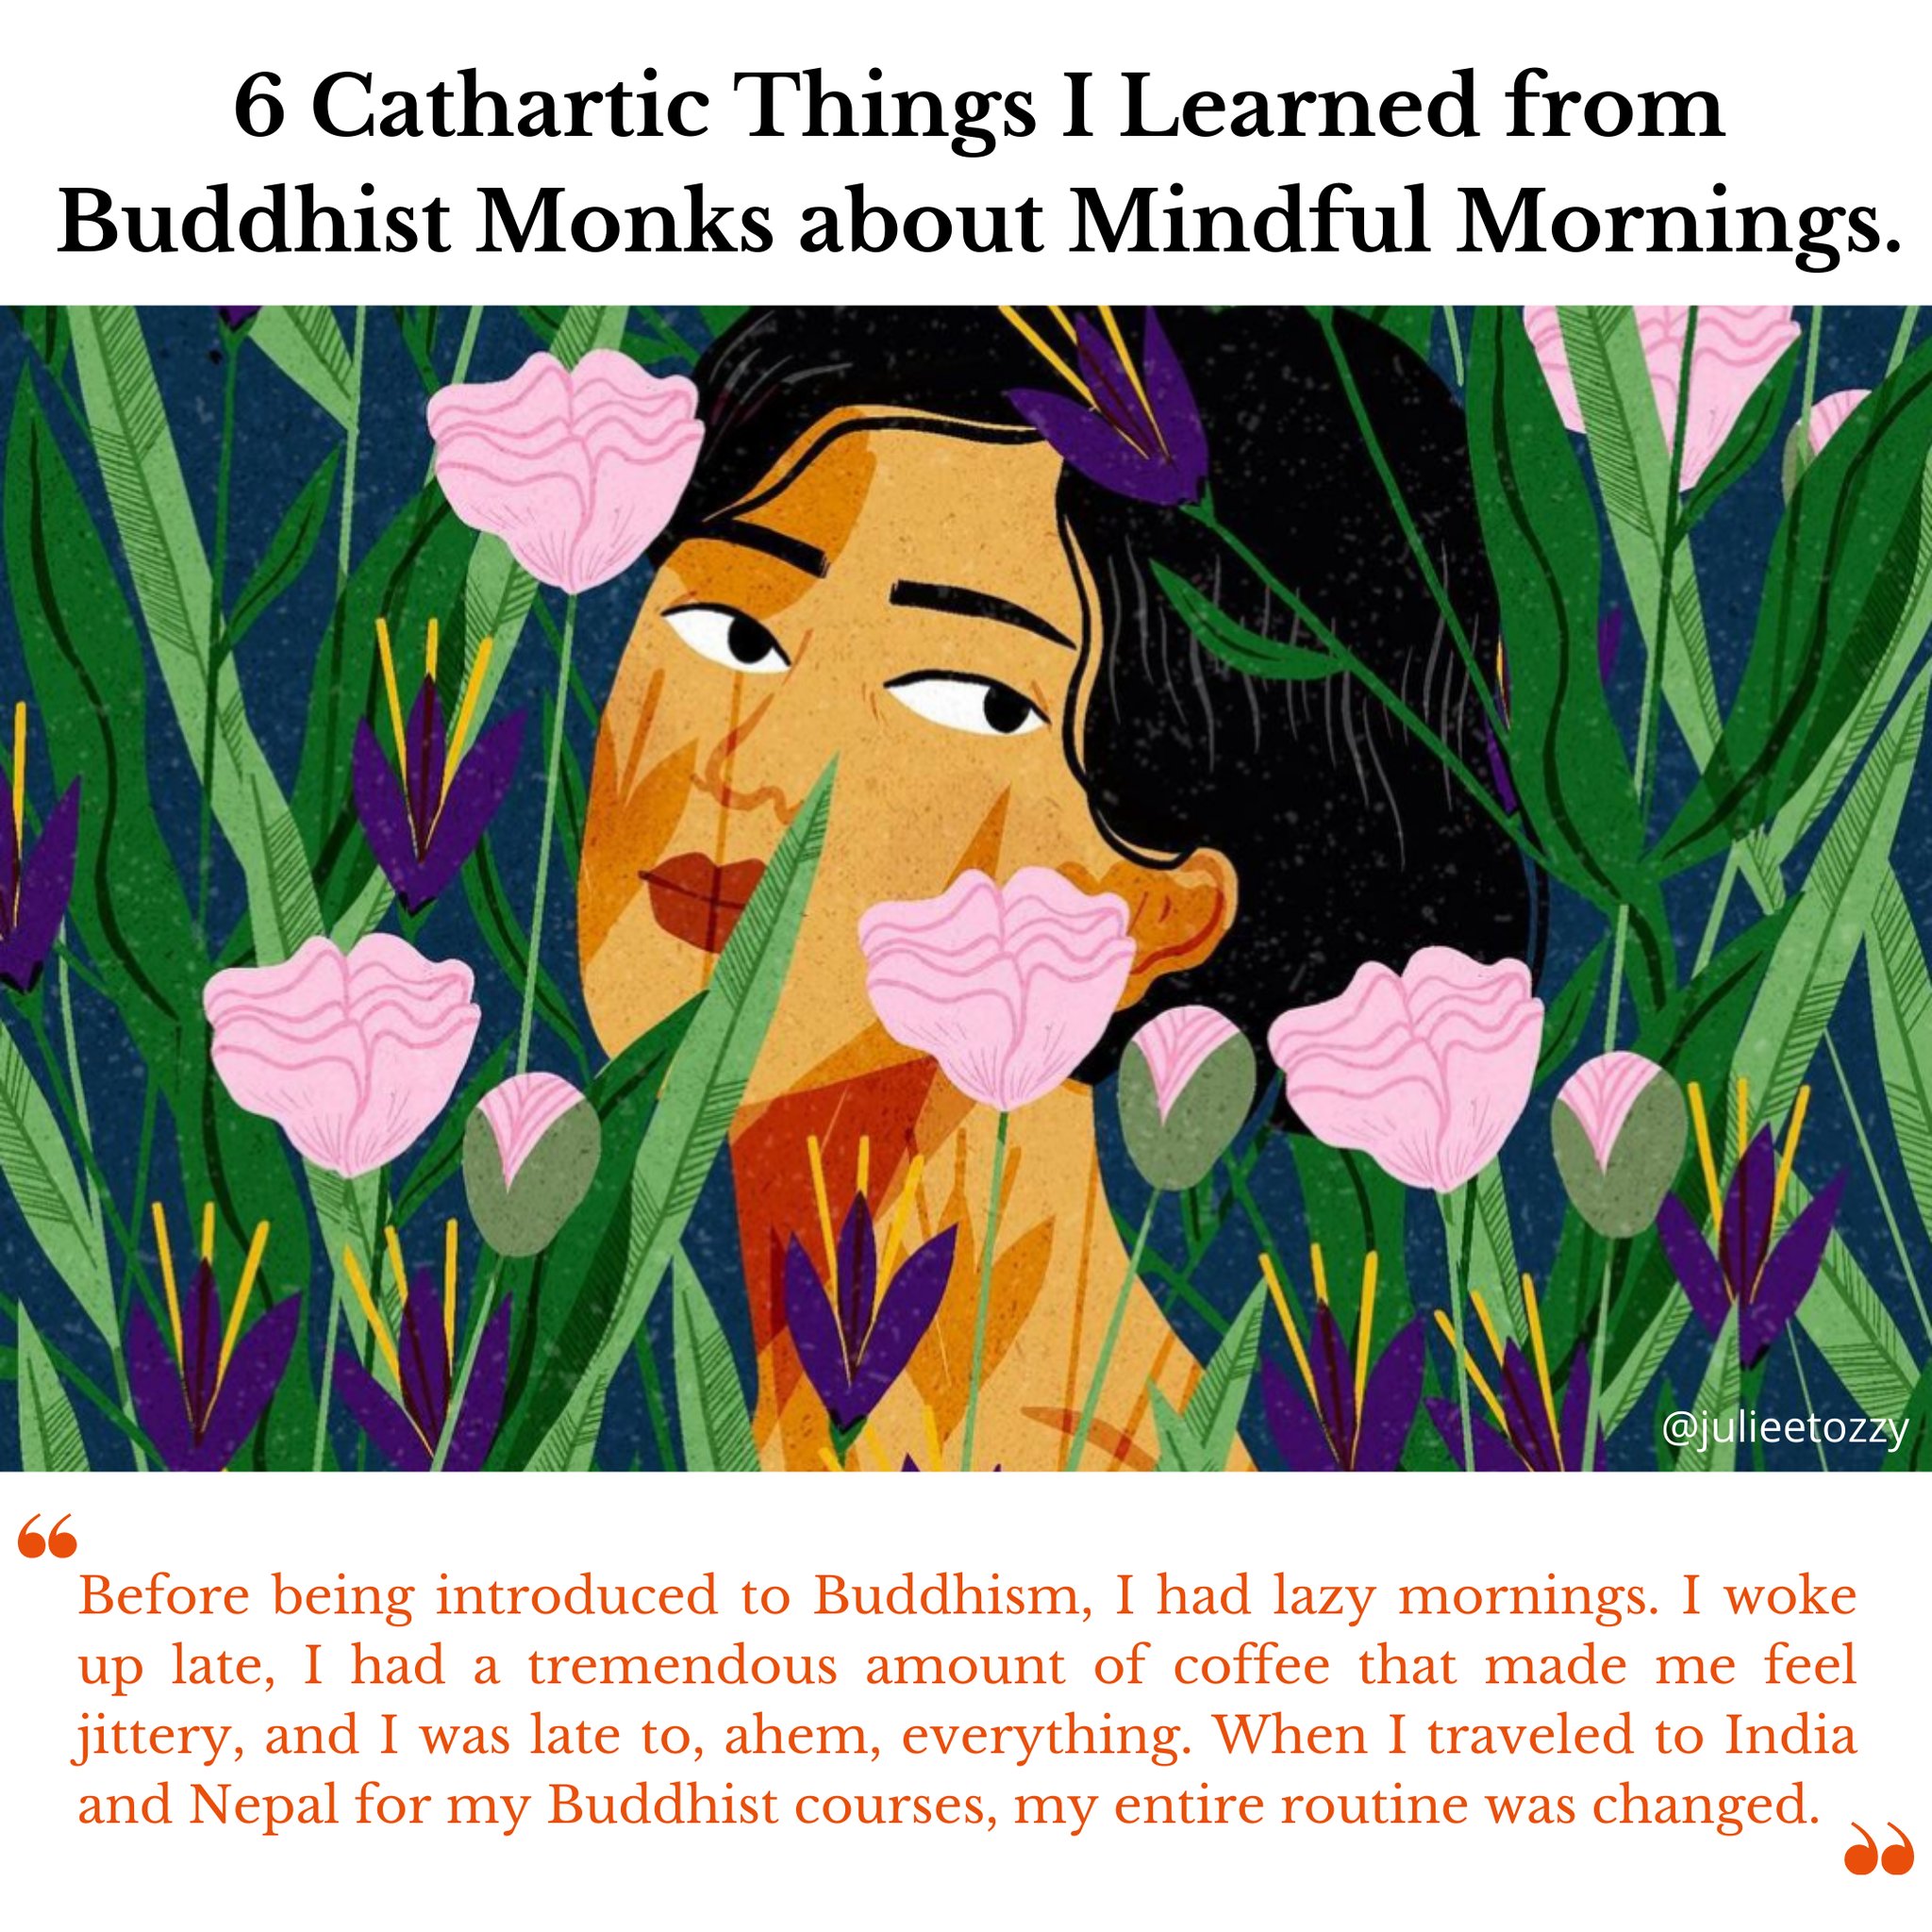 6 Cathartic Things I Learned from
Buddhist Monks about Mindful Mornings.
@julieetozzy
“
Before being introduced to Buddhism, I had lazy mornings. I woke
up late, I had a tremendous amount of coffee that made me feel
jittery, and I was late to, ahem, everything. When I traveled to India
and Nepal for my Buddhist courses, my entire routine was changed.
”